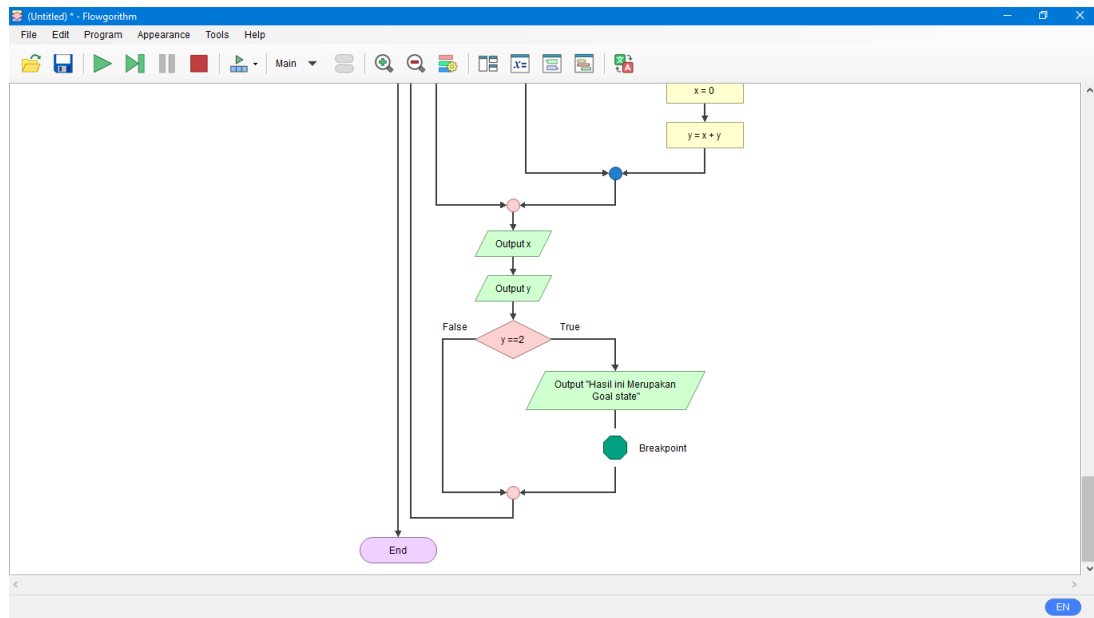 (Untitled) * - Flowgorithm
File Edit Program Appearance Tools Help
Main
x=
x = 0
y = x + y
Output x
Output y
False
True
y ==2
Output "Hasil ini Merupakan
Goal state"
Breakpoint
End
EN